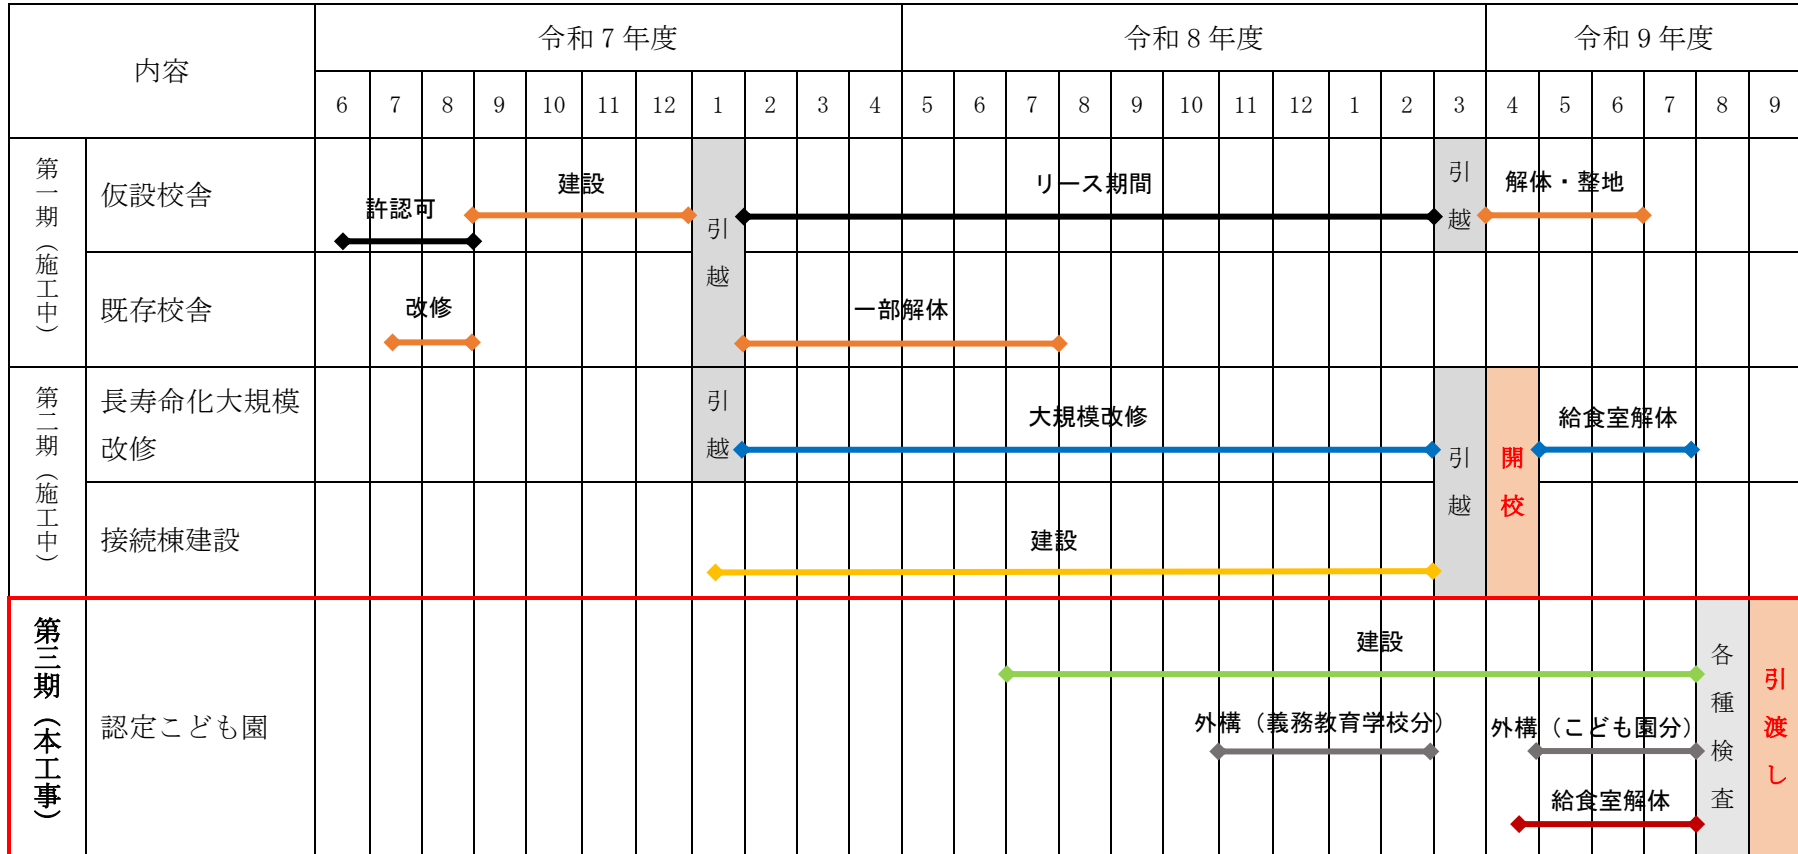 内容
令和７年度
令和８年度
令和９年度
6 7 8 9 10 11 12 1 2 3 4 5 6 7 8 9 10 11 12 1 2 3 4 5 6 7 8 9
第一期（施工中）
仮設校舎
許認可
建設
引越
リース期間
引越
解体・整地
既存校舎
改修
一部解体
第二期（施工中）
長寿命化大規模
改修
引越
大規模改修
引越
開校
給食室解体
接続棟建設
建設
第三期（本工事）
認定こども園
建設
外構（義務教育学校分）
外構（こども園分）
給食室解体
各種検査
引渡し